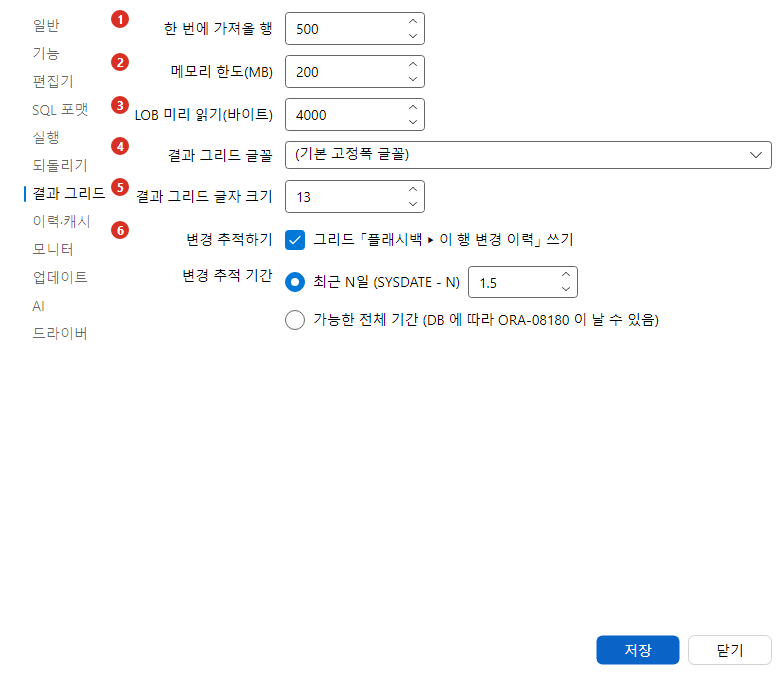 일반
기능
편집기
SQL 포맷
실행
되돌리기
결과 그리드
이력·캐시
모니터
업데이트
AI
드라이버
1 한 번에 가져올 행 500
2 메모리 한도(MB) 200
3 LOB 미리 읽기(바이트) 4000
4 결과 그리드 글꼴 (기본 고정폭 글꼴)
5 결과 그리드 글자 크기 13
6 변경 추적하기 그리드 「플래시백 ▸ 이 행 변경 이력」 쓰기
변경 추적 기간 최근 N일 (SYSDATE - N) 1.5
가능한 전체 기간 (DB 에 따라 ORA-08180 이 날 수 있음)
저장 닫기